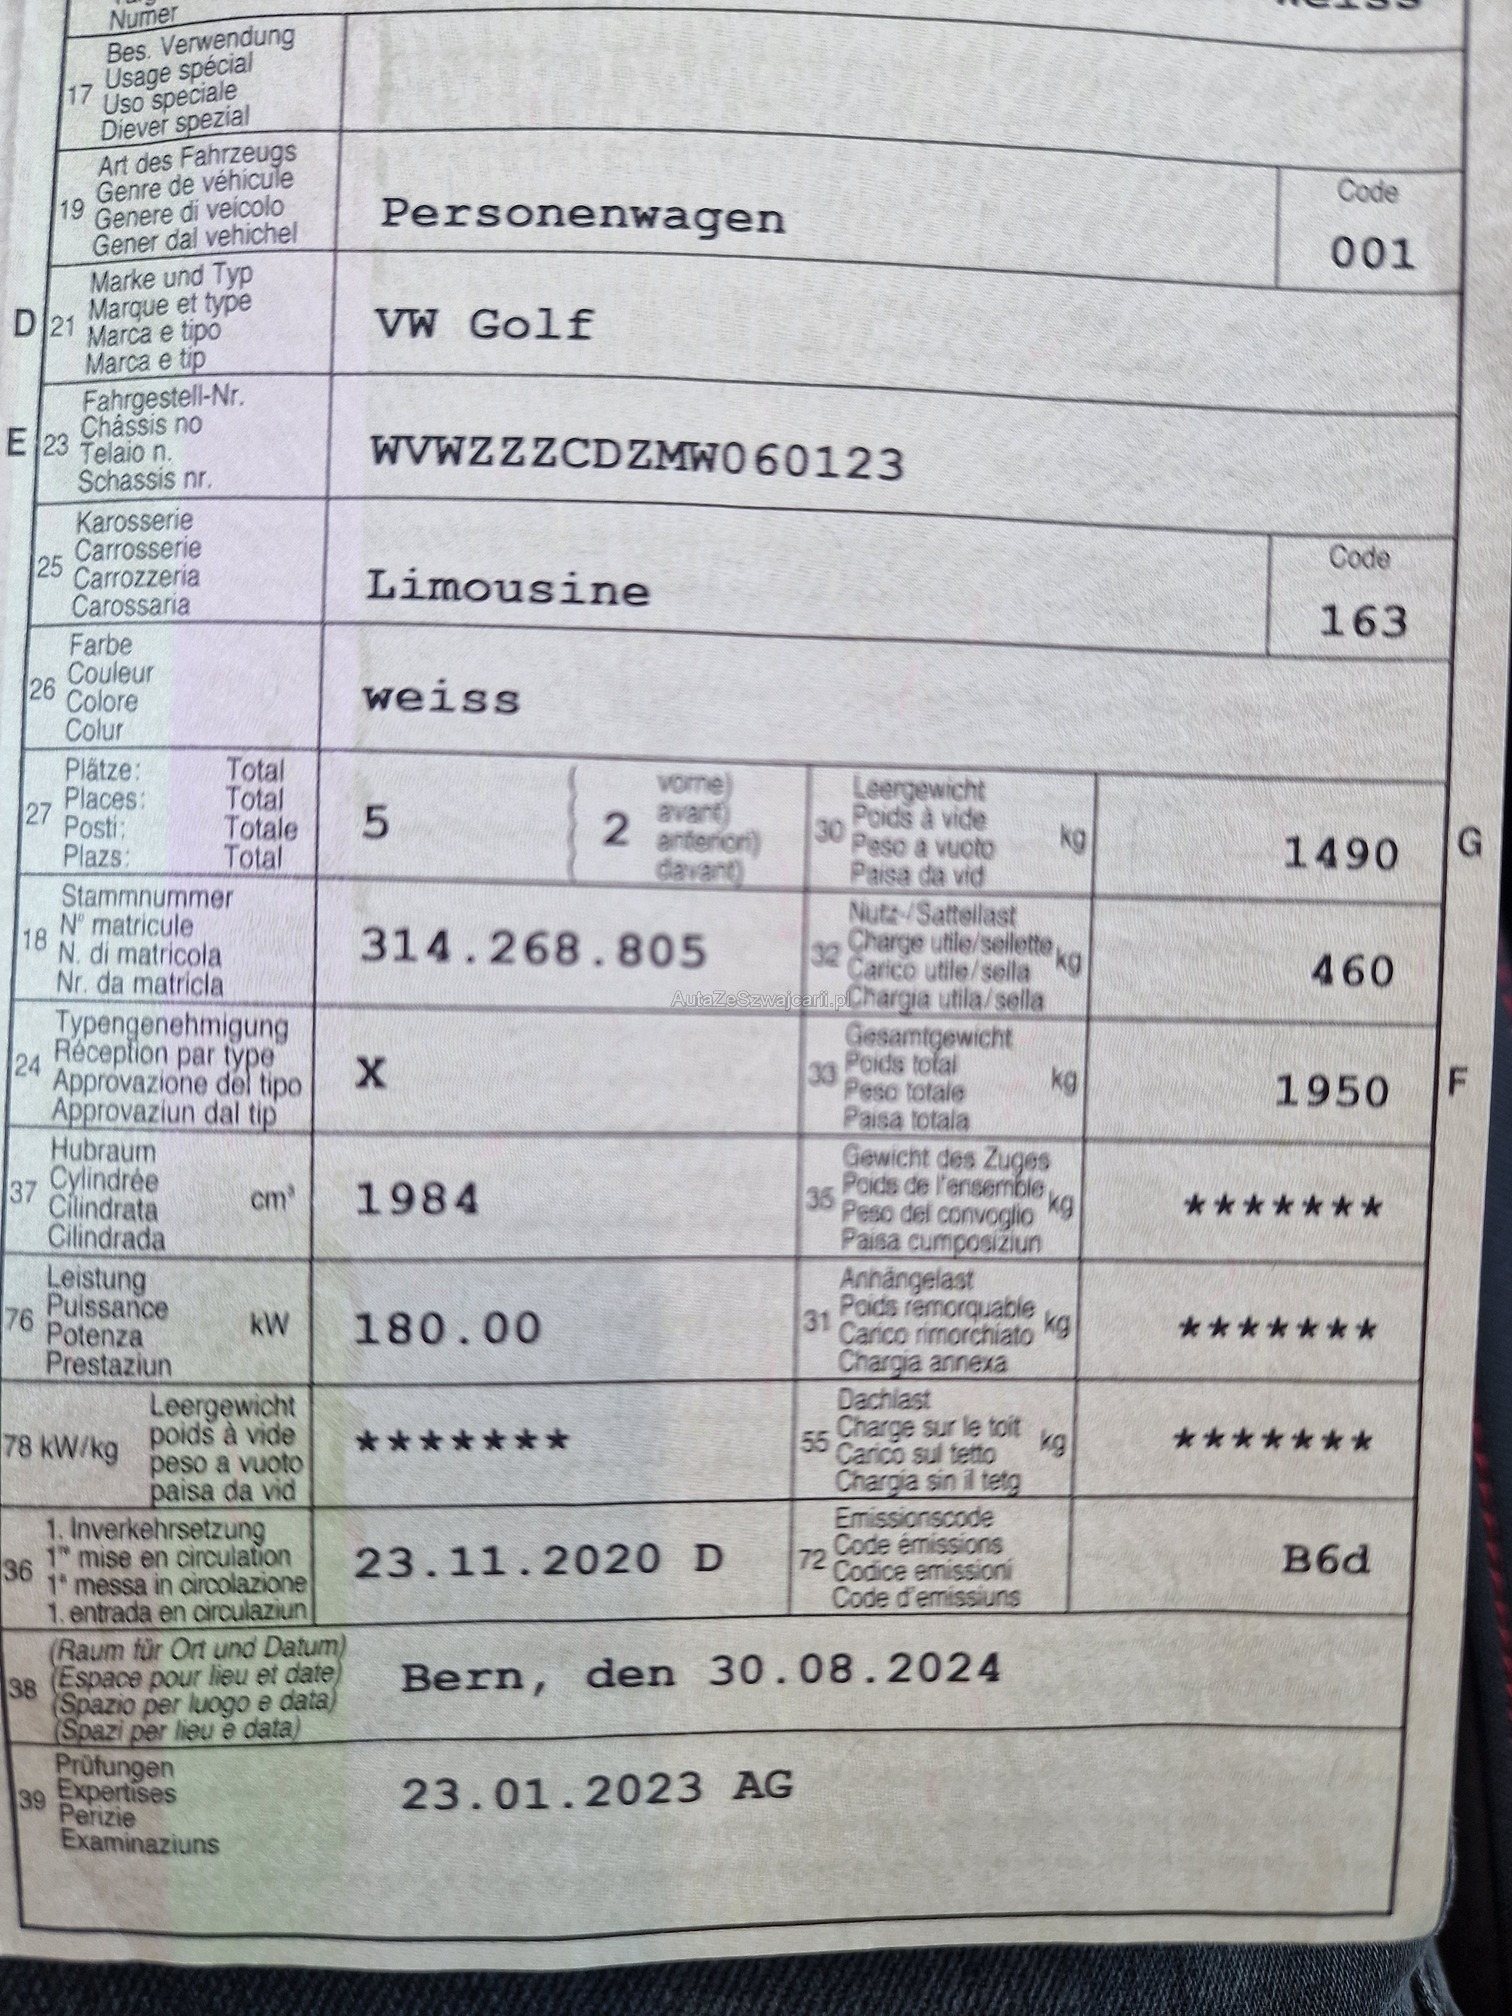 Numer
weiss
Bes. Verwendung
17 Usage spécial
Uso speciale
Diever spezial
Art des Fahrzeugs
19 Genre de véhicule
Genere di veicolo
Gener dal vehichel
Personenwagen
Code
001
Marke und Typ
D 21 Marque et type
Marca e tipo
Marca e tip
VW Golf
Fahrgestell-Nr.
E 23 Châssis no
Telaio n.
Schassis nr.
WVWZZZCDZMW060123
Karosserie
25 Carrosserie
Carrozzeria
Carossaria
Limousine
Code
163
Farbe
26 Couleur
Colore
Colur
weiss
Plätze: Total
27 Places: Total
Posti: Totale
Plazs: Total
5
2
vorne)
avant)
anteriori)
davant)
Leergewicht
30 Poids à vide kg
Peso a vuoto
Paisa da vid
1490 G
Stammnummer
18 N° matricule
N. di matricola
Nr. da matricla
314.268.805
Nutz-/Sattellast
32 Charge utile/sellette kg
Carico utile/sella
Chargia utila/sella
460
AutaZeSzwajcarii.pl
Typengenehmigung
24 Réception par type
Approvazione del tipo
Approvaziun dal tip
X
Gesamtgewicht
33 Poids total kg
Peso totale
Paisa totala
1950 F
Hubraum
37 Cylindrée cm³
Cilindrata
Cilindrada
1984
Gewicht des Zuges
35 Poids de l'ensemble kg
Peso del convoglio
Paisa cumposiziun
*******
Leistung
76 Puissance kW
Potenza
Prestaziun
180.00
Anhängelast
31 Poids remorquable kg
Carico rimorchiato
Chargia annexa
*******
Leergewicht
78 kW/kg poids à vide
peso a vuoto
paisa da vid
*******
Dachlast
55 Charge sur le toit kg
Carico sul tetto
Chargia sin il tetg
*******
1. Inverkehrsetzung
36 1re mise en circulation
1a messa in circolazione
1. entrada en circulaziun
23.11.2020 D
Emissionscode
72 Code émissions
Codice emissioni
Code d'emissiuns
B6d
(Raum für Ort und Datum)
38 (Espace pour lieu et date)
(Spazio per luogo e data)
(Spazi per lieu e data)
Bern, den 30.08.2024
Prüfungen
39 Expertises
Perizie
Examinaziuns
23.01.2023 AG